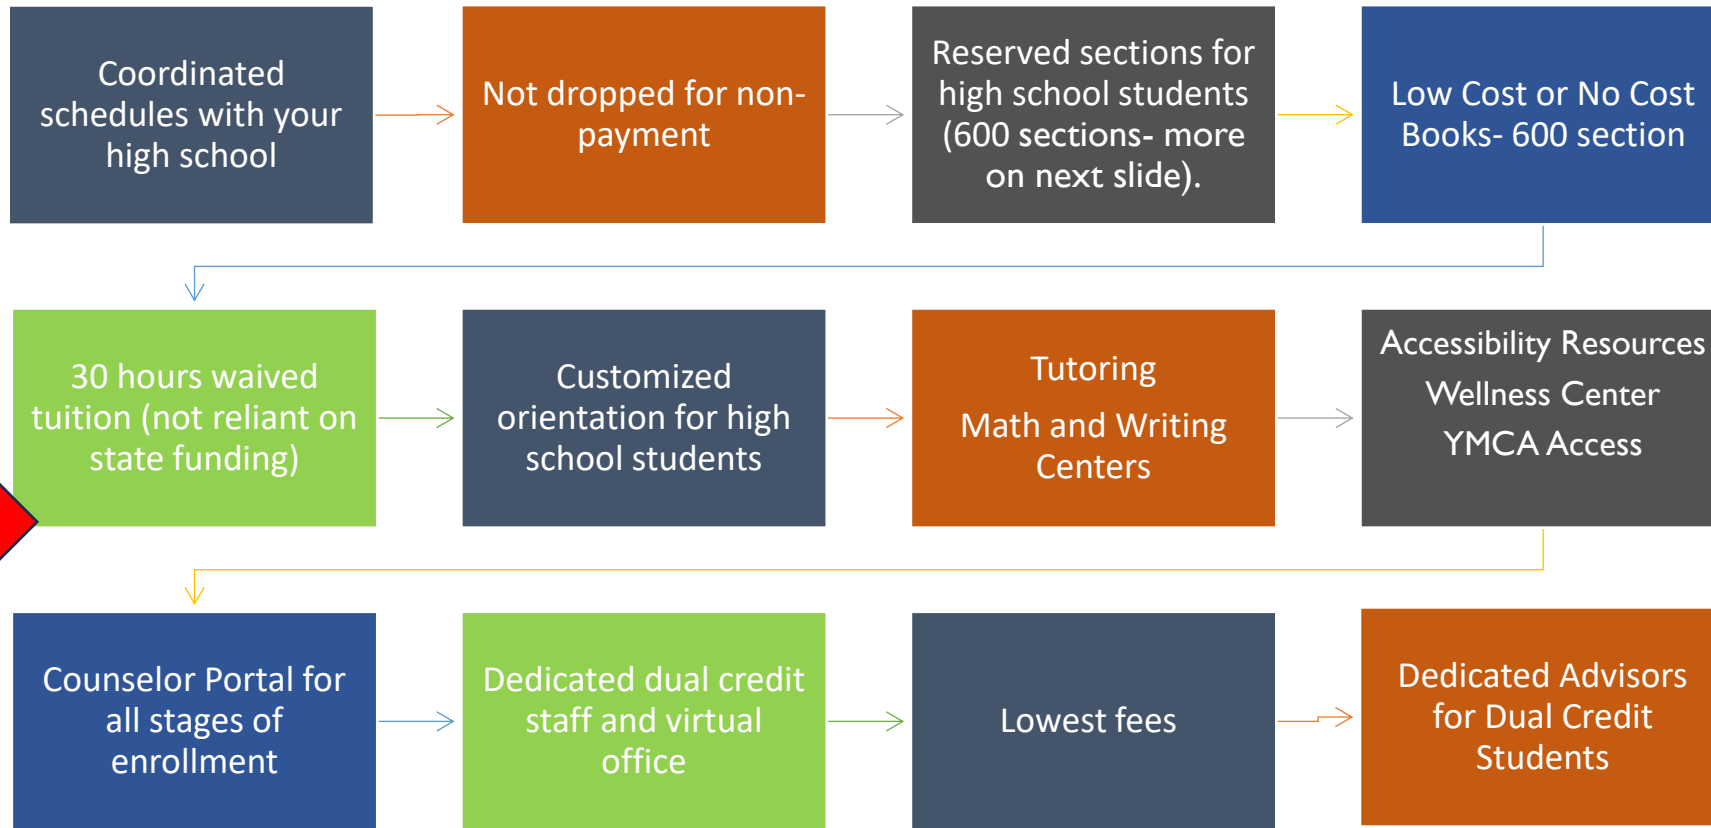 Coordinated
schedules with your
high school
Not dropped for non-
payment
Reserved sections for
high school students
(600 sections- more
on next slide).
Low Cost or No Cost
Books- 600 section
30 hours waived
tuition (not reliant on
state funding)
Customized
orientation for high
school students
Tutoring
Math and Writing
Centers
Accessibility Resources
Wellness Center
YMCA Access
Counselor Portal for
all stages of
enrollment
Dedicated dual credit
staff and virtual
office
Lowest fees
Dedicated Advisors
for Dual Credit
Students